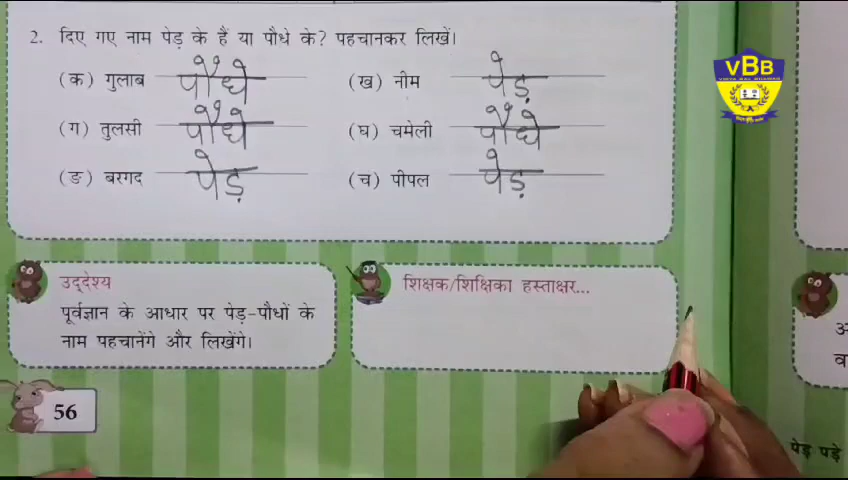 2. दिए गए नाम पेड़ के हैं या पौधे के? पहचानकर लिखें।
(क) गुलाब पौधे (ख) नीम पेड़
(ग) तुलसी पौधे (घ) चमेली पौधे
(ङ) बरगद पेड़ (च) पीपल पेड़
उद्देश्य
पूर्वज्ञान के आधार पर पेड़-पौधों के
नाम पहचानेंगे और लिखेंगे।
शिक्षक/शिक्षिका हस्ताक्षर...
56
VBB
पेड़ पड़े